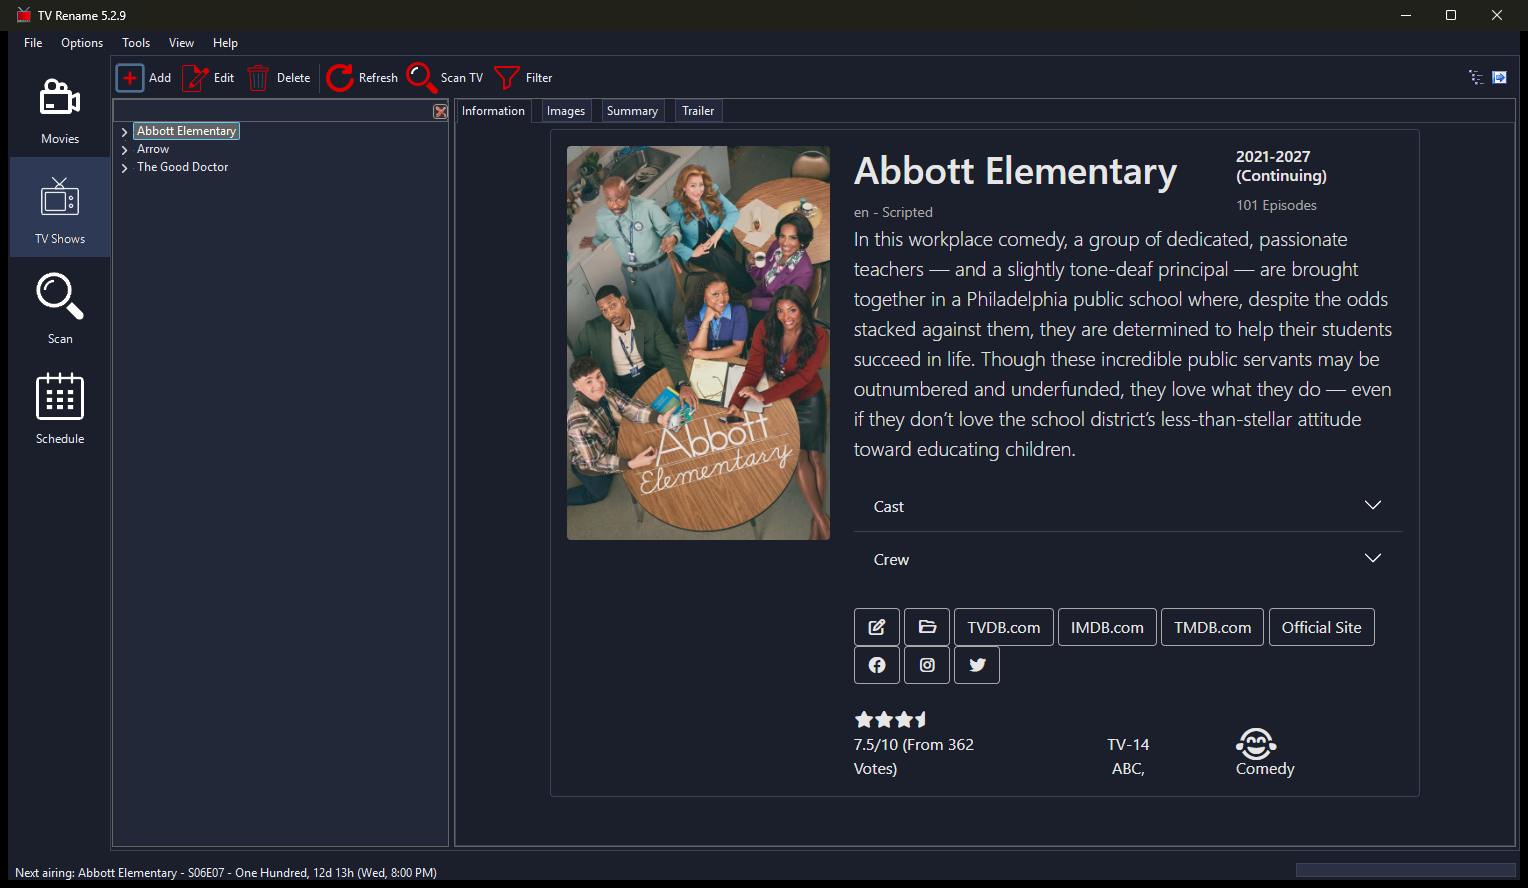 TV Rename 5.2.9
File Options Tools View Help
Add Edit Delete Refresh Scan TV Filter
Movies
TV Shows
Scan
Schedule
Abbott Elementary
Arrow
The Good Doctor
Information Images Summary Trailer
Abbott
Elementary
Abbott Elementary
2021-2027
(Continuing)
101 Episodes
en - Scripted
In this workplace comedy, a group of dedicated, passionate
teachers — and a slightly tone-deaf principal — are brought
together in a Philadelphia public school where, despite the odds
stacked against them, they are determined to help their students
succeed in life. Though these incredible public servants may be
outnumbered and underfunded, they love what they do — even
if they don’t love the school district’s less-than-stellar attitude
toward educating children.
Cast
Crew
TVDB.com IMDB.com TMDB.com Official Site
7.5/10 (From 362
Votes)
TV-14
ABC,
Comedy
Next airing: Abbott Elementary - S06E07 - One Hundred, 12d 13h (Wed, 8:00 PM)